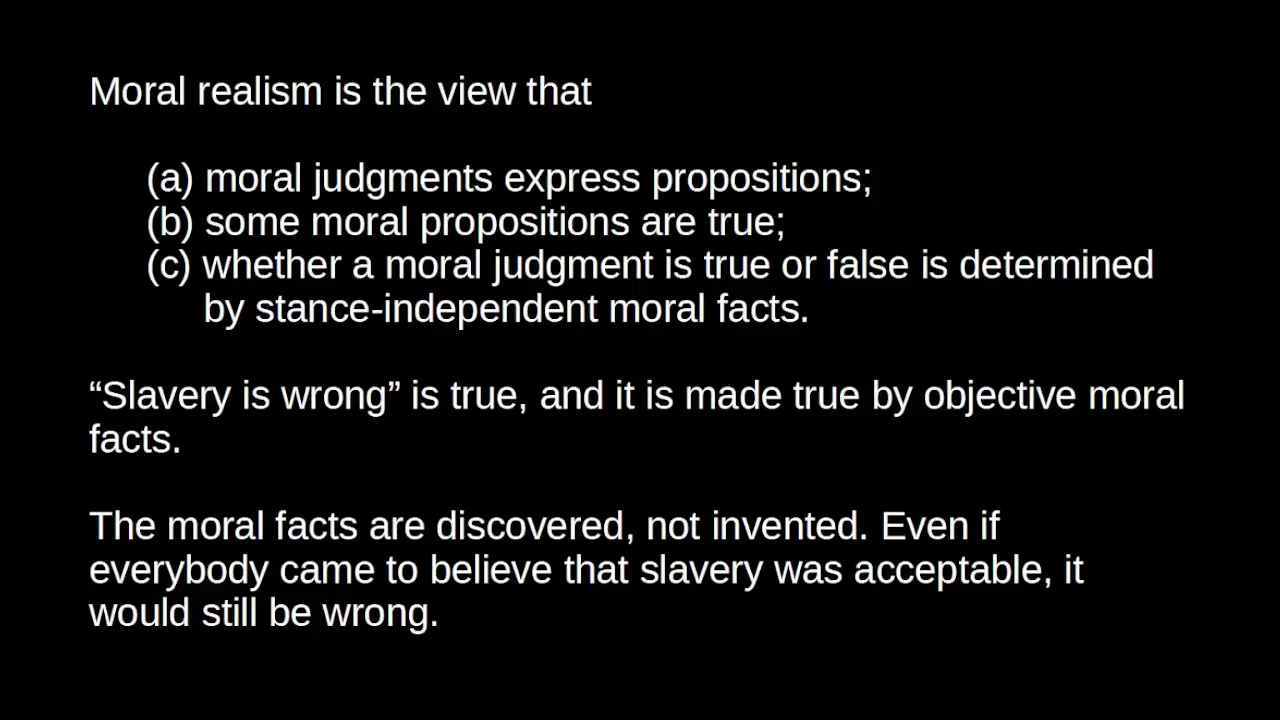 Moral realism is the view that
(a) moral judgments express propositions;
(b) some moral propositions are true;
(c) whether a moral judgment is true or false is determined
by stance-independent moral facts.
“Slavery is wrong” is true, and it is made true by objective moral
facts.
The moral facts are discovered, not invented. Even if
everybody came to believe that slavery was acceptable, it
would still be wrong.